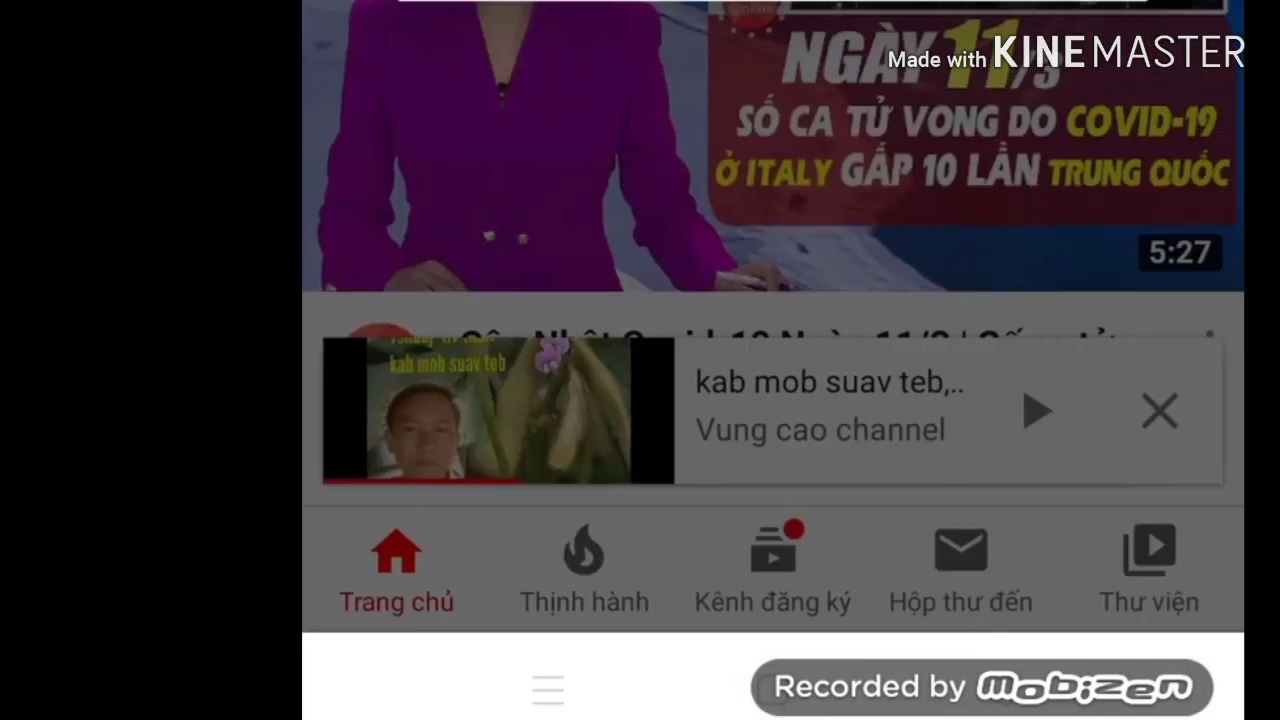 Made with KINEMASTER
NGÀY 11/3
SỐ CA TỬ VONG DO COVID-19
Ở ITALY GẤP 10 LẦN TRUNG QUỐC
5:27
kab mob suav teb
kab mob suav teb,..
Vung cao channel
Trang chủ
Thịnh hành
Kênh đăng ký
Hộp thư đến
Thư viện
Recorded by mobizen